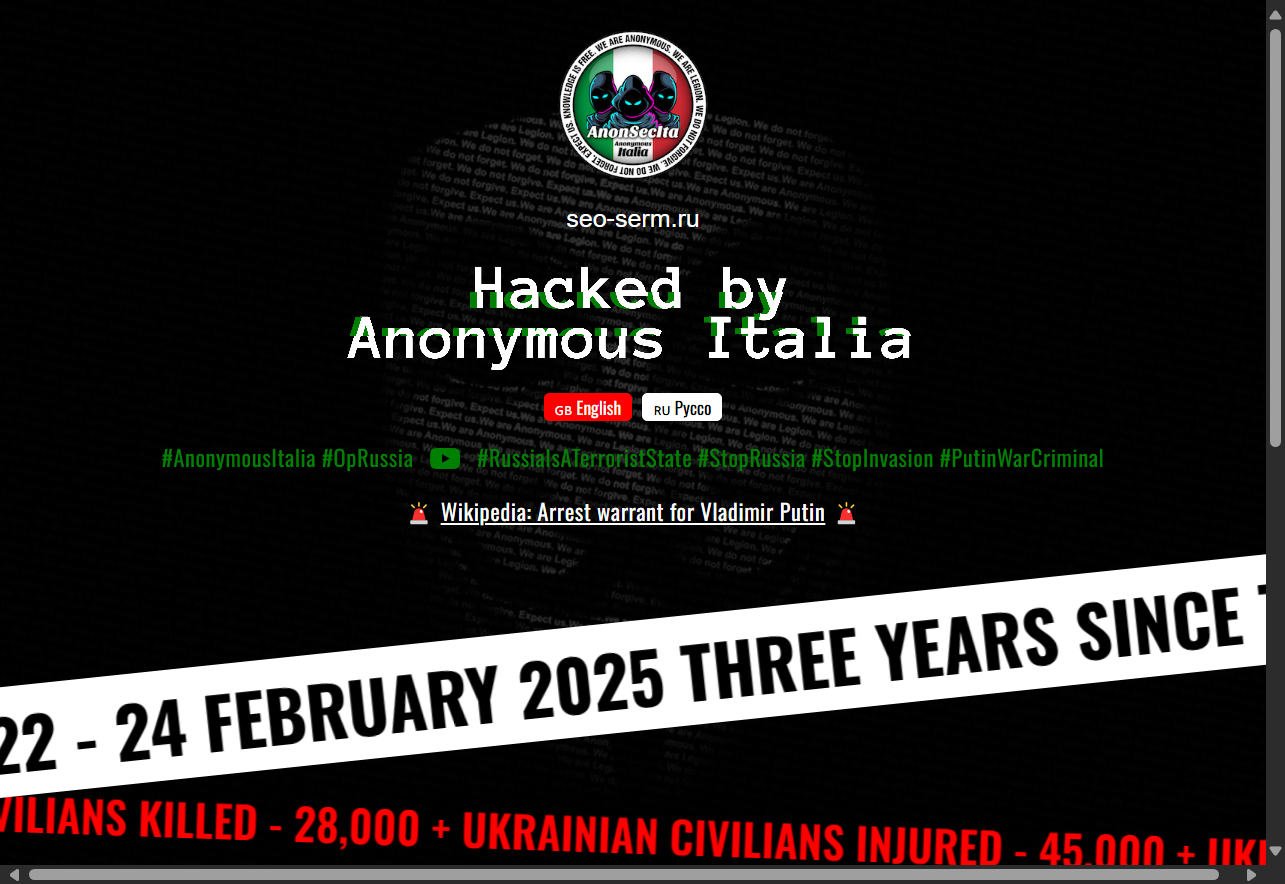 WE ARE ANONYMOUS. WE ARE LEGION. WE DO NOT FORGIVE. WE DO NOT FORGET. EXPECT US. KNOWLEDGE IS FREE.
AnonSecIta
Anonymous
Italia
seo-serm.ru
Hacked by
Anonymous Italia
GB English
RU Руссо
#AnonymousItalia #OpRussia #RussiaIsATerroristState #StopRussia #StopInvasion #PutinWarCriminal
Wikipedia: Arrest warrant for Vladimir Putin
22 - 24 FEBRUARY 2025 THREE YEARS SINCE
VILIANS KILLED - 28,000 + UKRAINIAN CIVILIANS INJURED - 45,000 + UKI